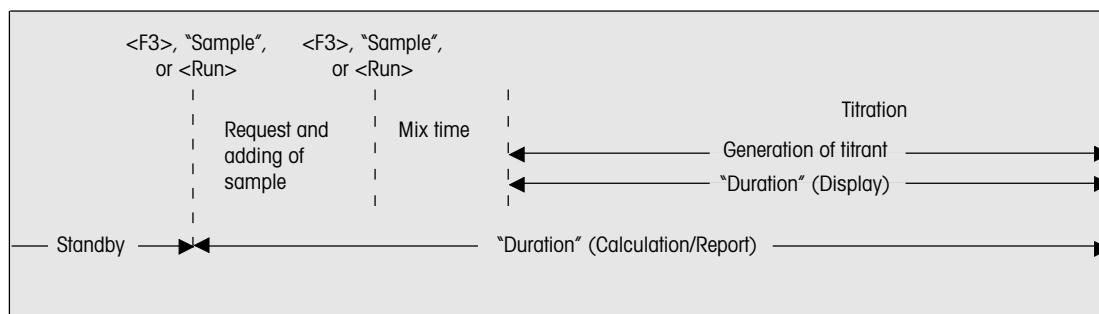 <F3>, “Sample”,
or <Run>
<F3>, “Sample”,
or <Run>
Request and
adding of
sample
Mix time
Titration
Generation of titrant
“Duration” (Display)
Standby
“Duration” (Calculation/Report)